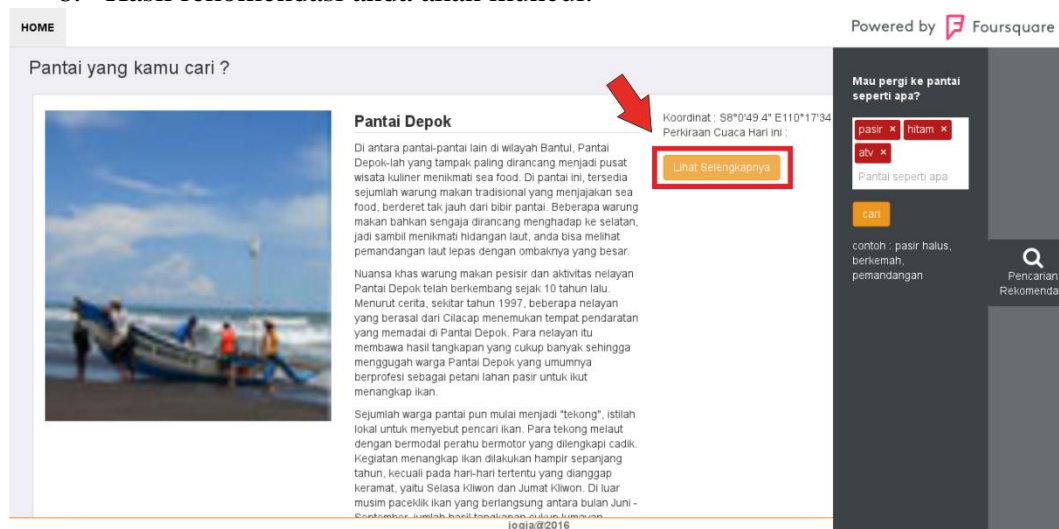 HOME
Powered by Foursquare
Pantai yang kamu cari ?
Pantai Depok
Di antara pantai-pantai lain di wilayah Bantul, Pantai
Depok-lah yang tampak paling dirancang menjadi pusat
wisata kuliner menikmati sea food. Di pantai ini, tersedia
sejumlah warung makan tradisional yang menjajakan sea
food, berderet tak jauh dari bibir pantai. Beberapa warung
makan bahkan sengaja dirancang menghadap ke selatan,
jadi sambil menikmati hidangan laut, anda bisa melihat
pemandangan laut lepas dengan ombaknya yang besar.
Nuansa khas warung makan pesisir dan aktivitas nelayan
Pantai Depok telah berkembang sejak 10 tahun lalu.
Menurut cerita, sekitar tahun 1997, beberapa nelayan
yang berasal dari Cilacap menemukan tempat pendaratan
yang memadai di Pantai Depok. Para nelayan itu
membawa hasil tangkapan yang cukup banyak sehingga
menggugah warga Pantai Depok yang umumnya
berprofesi sebagai petani lahan pasir untuk ikut
menangkap ikan.
Sejumlah warga pantai pun mulai menjadi "tekong", istilah
lokal untuk menyebut pencari ikan. Para tekong melaut
dengan bermodal perahu bermotor yang dilengkapi cadik.
Kegiatan menangkap ikan dilakukan hampir sepanjang
tahun, kecuali pada hari-hari tertentu yang dianggap
keramat, yaitu Selasa Kliwon dan Jumat Kliwon. Di luar
musim paceklik ikan yang berlangsung antara bulan Juni -
Koordinat : S8°0'49.4" E110°17'34
Perkiraan Cuaca Hari ini :
Lihat Selengkapnya
Mau pergi ke pantai
seperti apa?
pasir × hitam ×
atv ×
Pantai seperti apa
cari
contoh : pasir halus,
berkemah,
pemandangan
Pencarian
Rekomenda
jogja@2016